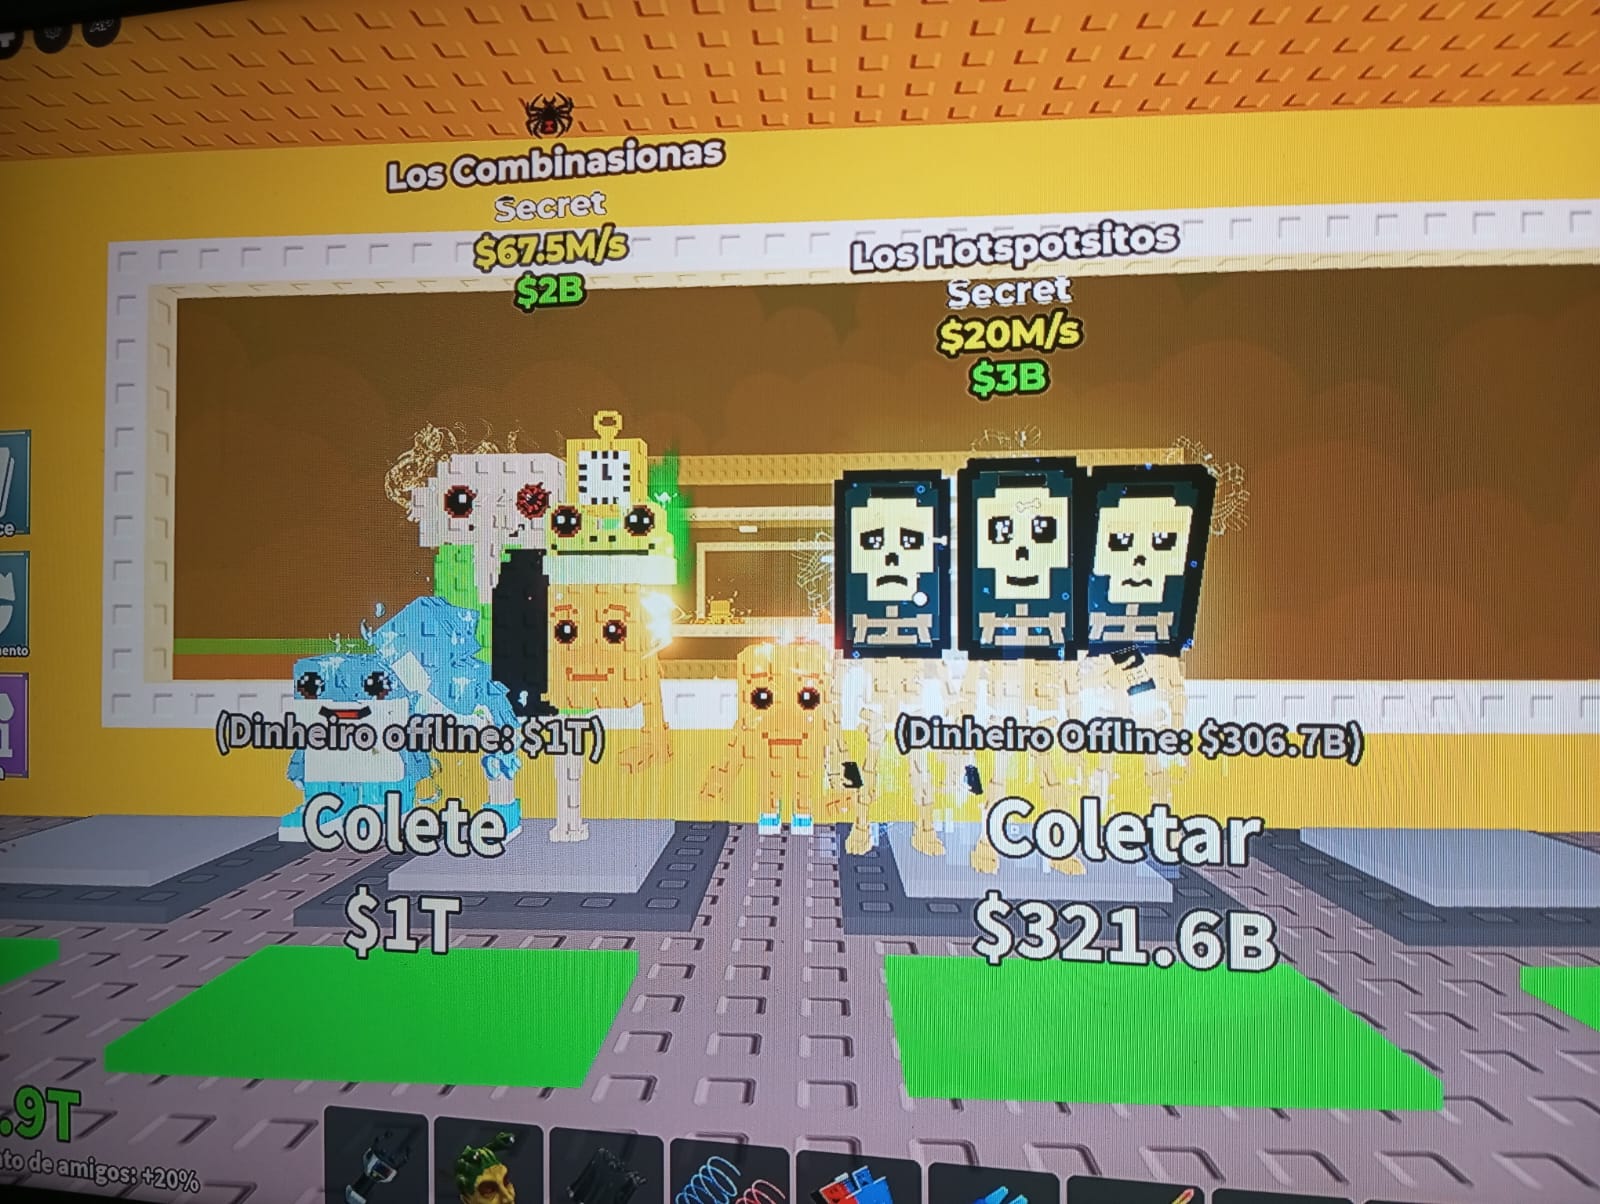 Los Combinasionas
Secret
$67.5M/s
$2B
Los Hotspotsitos
Secret
$20M/s
$3B
(Dinheiro offline: $1T)
Colete
$1T
(Dinheiro Offline: $306.7B)
Coletar
$321.6B
.9T
de amigos: +20%